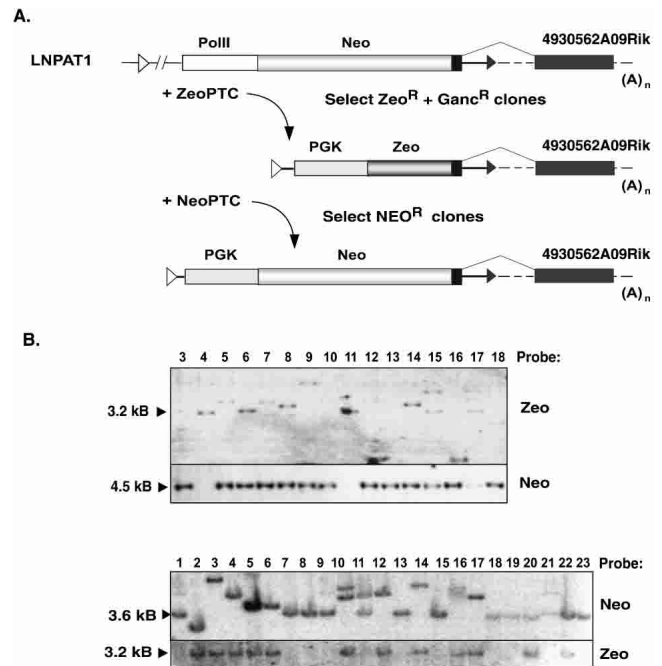 A.
PolII Neo 4930562A09Rik
LNPAT1
(A)n
+ ZeoPTC Select ZeoR + GancR clones
PGK Zeo 4930562A09Rik
(A)n
+ NeoPTC Select NEOR clones
PGK Neo 4930562A09Rik
(A)n
B.
3 4 5 6 7 8 9 10 11 12 13 14 15 16 17 18 Probe:
3.2 kB Zeo
4.5 kB Neo
1 2 3 4 5 6 7 8 9 10 11 12 13 14 15 16 17 18 19 20 21 22 23 Probe:
3.6 kB Neo
3.2 kB Zeo